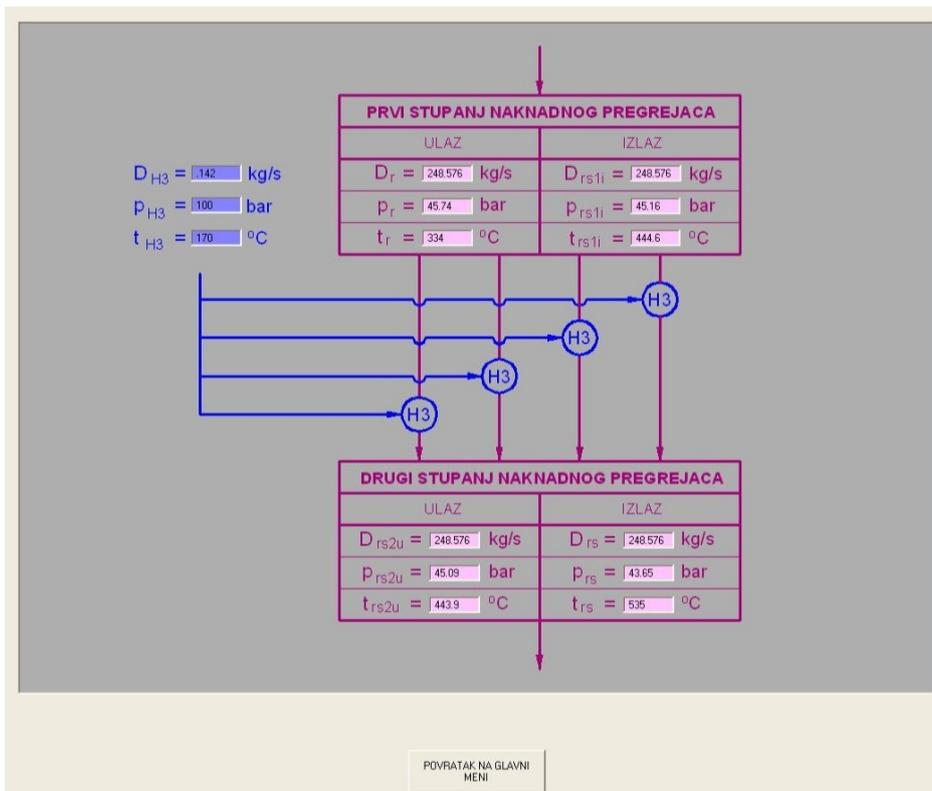 PRVI STUPANJ NAKNADNOG PREGREJACA
ULAZ IZLAZ
D H3 = .142 kg/s
p H3 = 100 bar
t H3 = 170 °C
D r = 248.576 kg/s D rs1i = 248.576 kg/s
p r = 45.74 bar p rs1i = 45.16 bar
t r = 334 °C t rs1i = 444.6 °C
H3
H3
H3
H3
DRUGI STUPANJ NAKNADNOG PREGREJACA
ULAZ IZLAZ
D rs2u = 248.576 kg/s D rs = 248.576 kg/s
p rs2u = 45.09 bar p rs = 43.65 bar
t rs2u = 443.9 °C t rs = 535 °C
POVRATAK NA GLAVNI
MENI